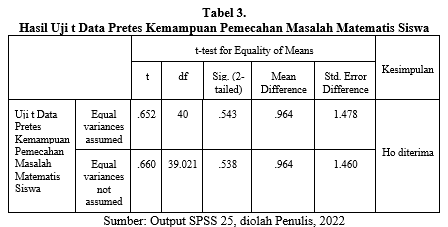 Tabel 3.
Hasil Uji t Data Pretes Kemampuan Pemecahan Masalah Matematis Siswa
t-test for Equality of Means
Kesimpulan
t df Sig. (2-tailed) Mean Difference Std. Error Difference
Uji t Data Pretes Kemampuan Pemecahan Masalah Matematis Siswa
Equal variances assumed .652 40 .543 .964 1.478
Ho diterima
Equal variances not assumed .660 39.021 .538 .964 1.460
Sumber: Output SPSS 25, diolah Penulis, 2022